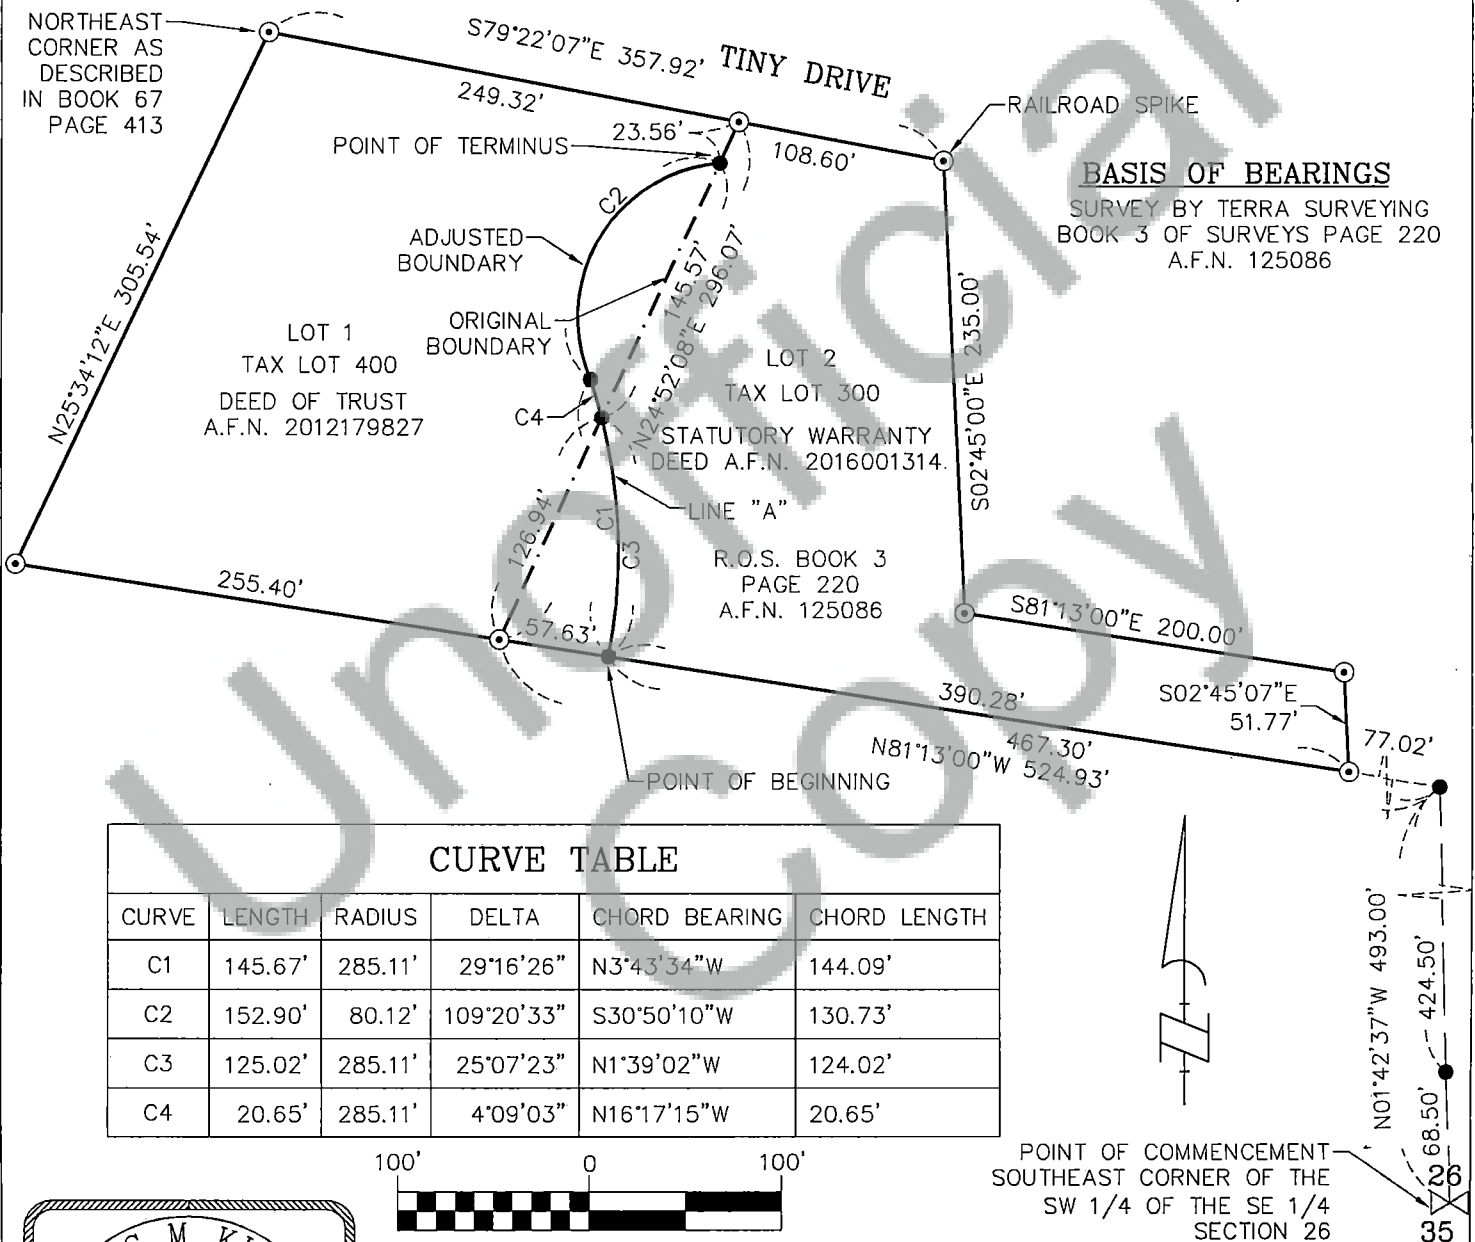 NORTHEAST
CORNER AS
DESCRIBED
IN BOOK 67
PAGE 413
S79°22'07"E 357.92'
TINY DRIVE
249.32'
23.56'
108.60'
RAILROAD SPIKE
POINT OF TERMINUS
BASIS OF BEARINGS
SURVEY BY TERRA SURVEYING
BOOK 3 OF SURVEYS PAGE 220
A.F.N. 125086
C2
ADJUSTED
BOUNDARY
145.57'
N24°52'08"E 296.07'
N25°34'12"E 305.54'
ORIGINAL
BOUNDARY
LOT 1
TAX LOT 400
DEED OF TRUST
A.F.N. 2012179827
LOT 2
TAX LOT 300
STATUTORY WARRANTY
DEED A.F.N. 2016001314.
S02°45'00"E 235.00'
C4
LINE "A"
C1
C3
126.94'
R.O.S. BOOK 3
PAGE 220
A.F.N. 125086
255.40'
57.63'
S81°13'00"E 200.00'
S02°45'07"E
51.77'
390.28'
467.30'
N81°13'00"W 524.93'
77.02'
POINT OF BEGINNING
CURVE TABLE
CURVE LENGTH RADIUS DELTA CHORD BEARING CHORD LENGTH
C1 145.67' 285.11' 29°16'26" N3°43'34"W 144.09'
C2 152.90' 80.12' 109°20'33" S30°50'10"W 130.73'
C3 125.02' 285.11' 25°07'23" N1°39'02"W 124.02'
C4 20.65' 285.11' 4°09'03" N16°17'15"W 20.65'
N01°42'37"W 493.00'
424.50'
68.50'
100' 0 100'
POINT OF COMMENCEMENT
SOUTHEAST CORNER OF THE
SW 1/4 OF THE SE 1/4
SECTION 26
26
35
N
Unofficial
Copy